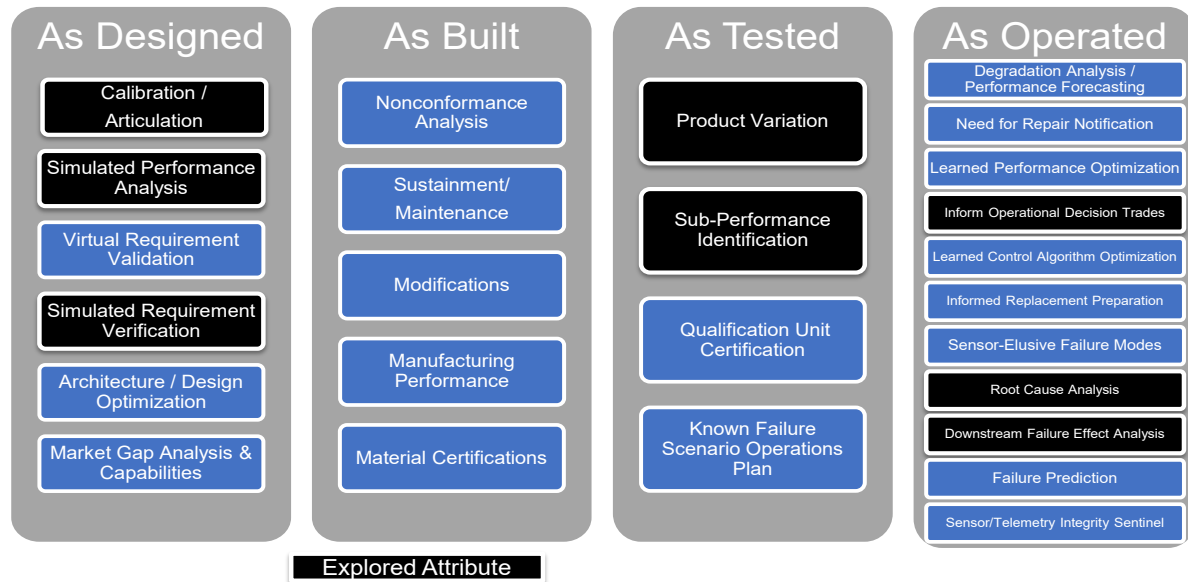 As Designed
Calibration /
Articulation
Simulated Performance
Analysis
Virtual Requirement
Validation
Simulated Requirement
Verification
Architecture / Design
Optimization
Market Gap Analysis &
Capabilities
As Built
Nonconformance
Analysis
Sustainment/
Maintenance
Modifications
Manufacturing
Performance
Material Certifications
As Tested
Product Variation
Sub-Performance
Identification
Qualification Unit
Certification
Known Failure
Scenario Operations
Plan
As Operated
Degradation Analysis /
Performance Forecasting
Need for Repair Notification
Learned Performance Optimization
Inform Operational Decision Trades
Learned Control Algorithm Optimization
Informed Replacement Preparation
Sensor-Elusive Failure Modes
Root Cause Analysis
Downstream Failure Effect Analysis
Failure Prediction
Sensor/Telemetry Integrity Sentinel
Explored Attribute